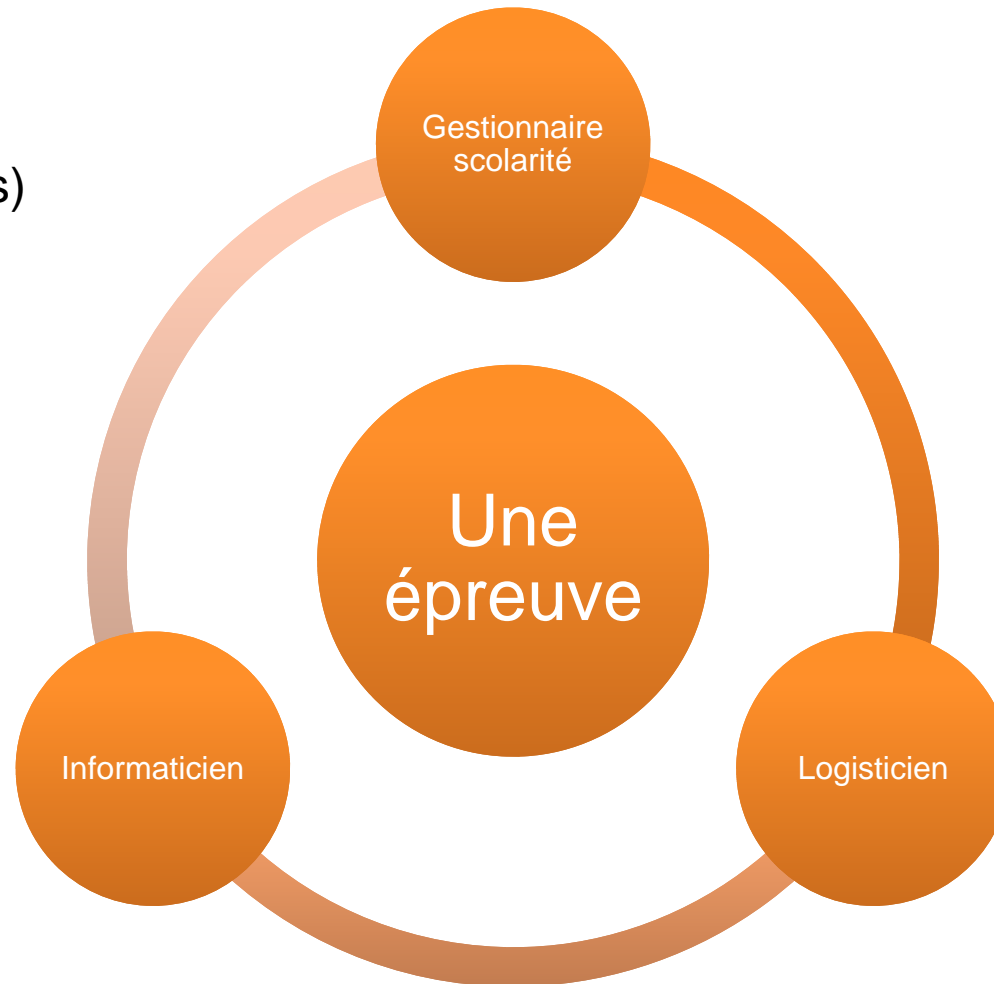 Gestionnaire
scolarité
s)
Une
épreuve
Informaticien
Logisticien